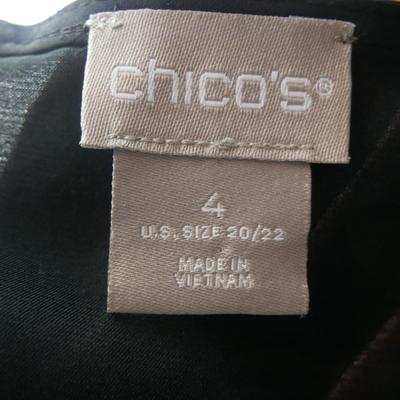 chico's®
4
U.S. SIZE 20/22
MADE IN
VIETNAM